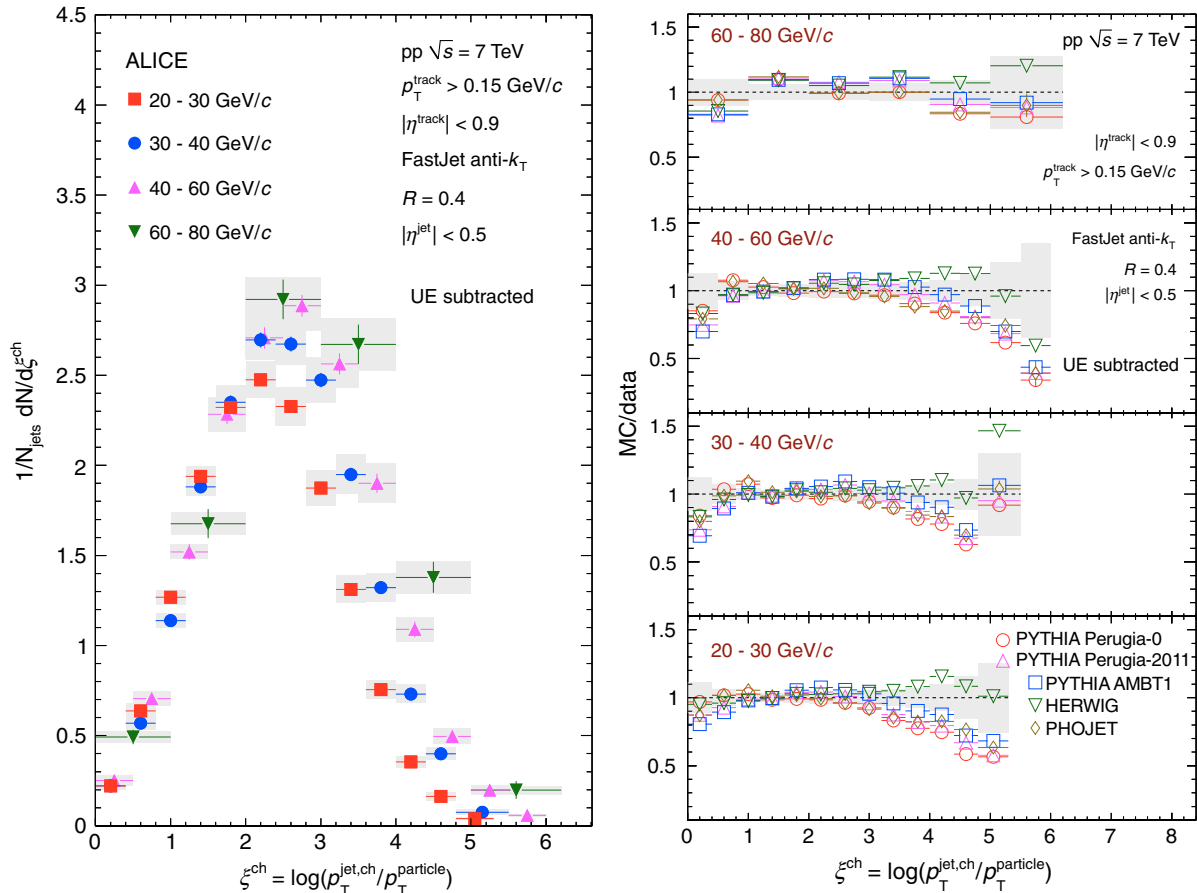 ALICE
20 - 30 GeV/c
30 - 40 GeV/c
40 - 60 GeV/c
60 - 80 GeV/c
pp √s = 7 TeV
p_T^track > 0.15 GeV/c
|η^track| < 0.9
FastJet anti-k_T
R = 0.4
|η^jet| < 0.5
UE subtracted
4.5
4
3.5
3
2.5
2
1.5
1
0.5
0
1/N_jets dN/dξ^ch
0 1 2 3 4 5 6
ξ^ch = log(p_T^jet,ch/p_T^particle)
60 - 80 GeV/c
pp √s = 7 TeV
|η^track| < 0.9
p_T^track > 0.15 GeV/c
1.5
1
0.5
40 - 60 GeV/c
FastJet anti-k_T
R = 0.4
|η^jet| < 0.5
UE subtracted
1.5
1
0.5
MC/data
30 - 40 GeV/c
1.5
1
0.5
20 - 30 GeV/c
PYTHIA Perugia-0
PYTHIA Perugia-2011
PYTHIA AMBT1
HERWIG
PHOJET
1.5
1
0.5
0 1 2 3 4 5 6 7 8
ξ^ch = log(p_T^jet,ch/p_T^particle)